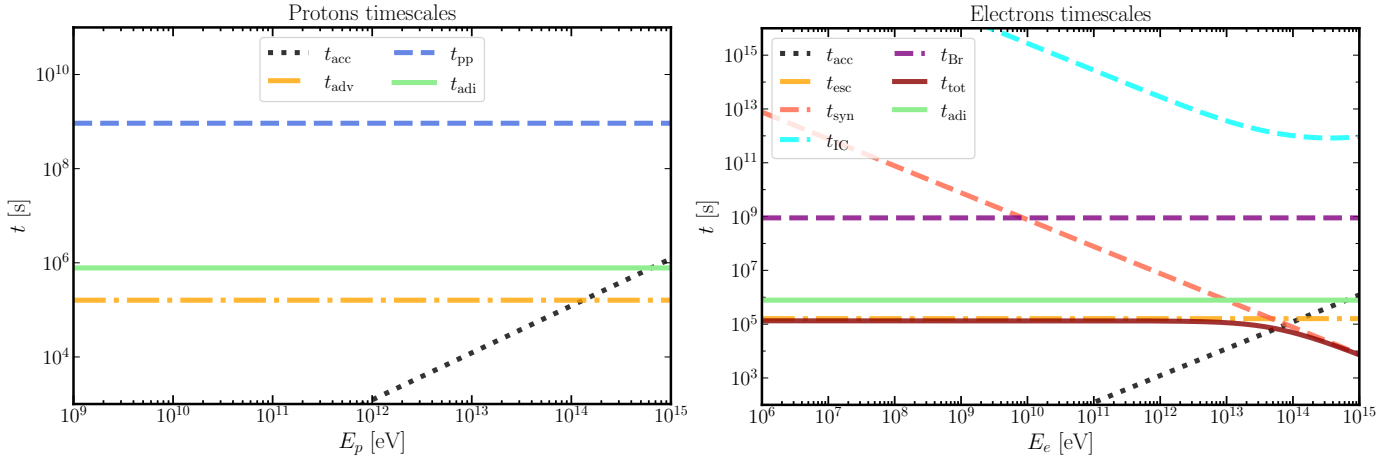 Protons timescales
t_acc t_pp
t_adv t_adi
10^10
10^8
10^6
10^4
t [s]
10^9 10^10 10^11 10^12 10^13 10^14 10^15
E_p [eV]
Electrons timescales
t_acc t_Br
t_esc t_tot
t_syn t_adi
t_IC
10^15
10^13
10^11
10^9
10^7
10^5
10^3
t [s]
10^6 10^7 10^8 10^9 10^10 10^11 10^12 10^13 10^14 10^15
E_e [eV]